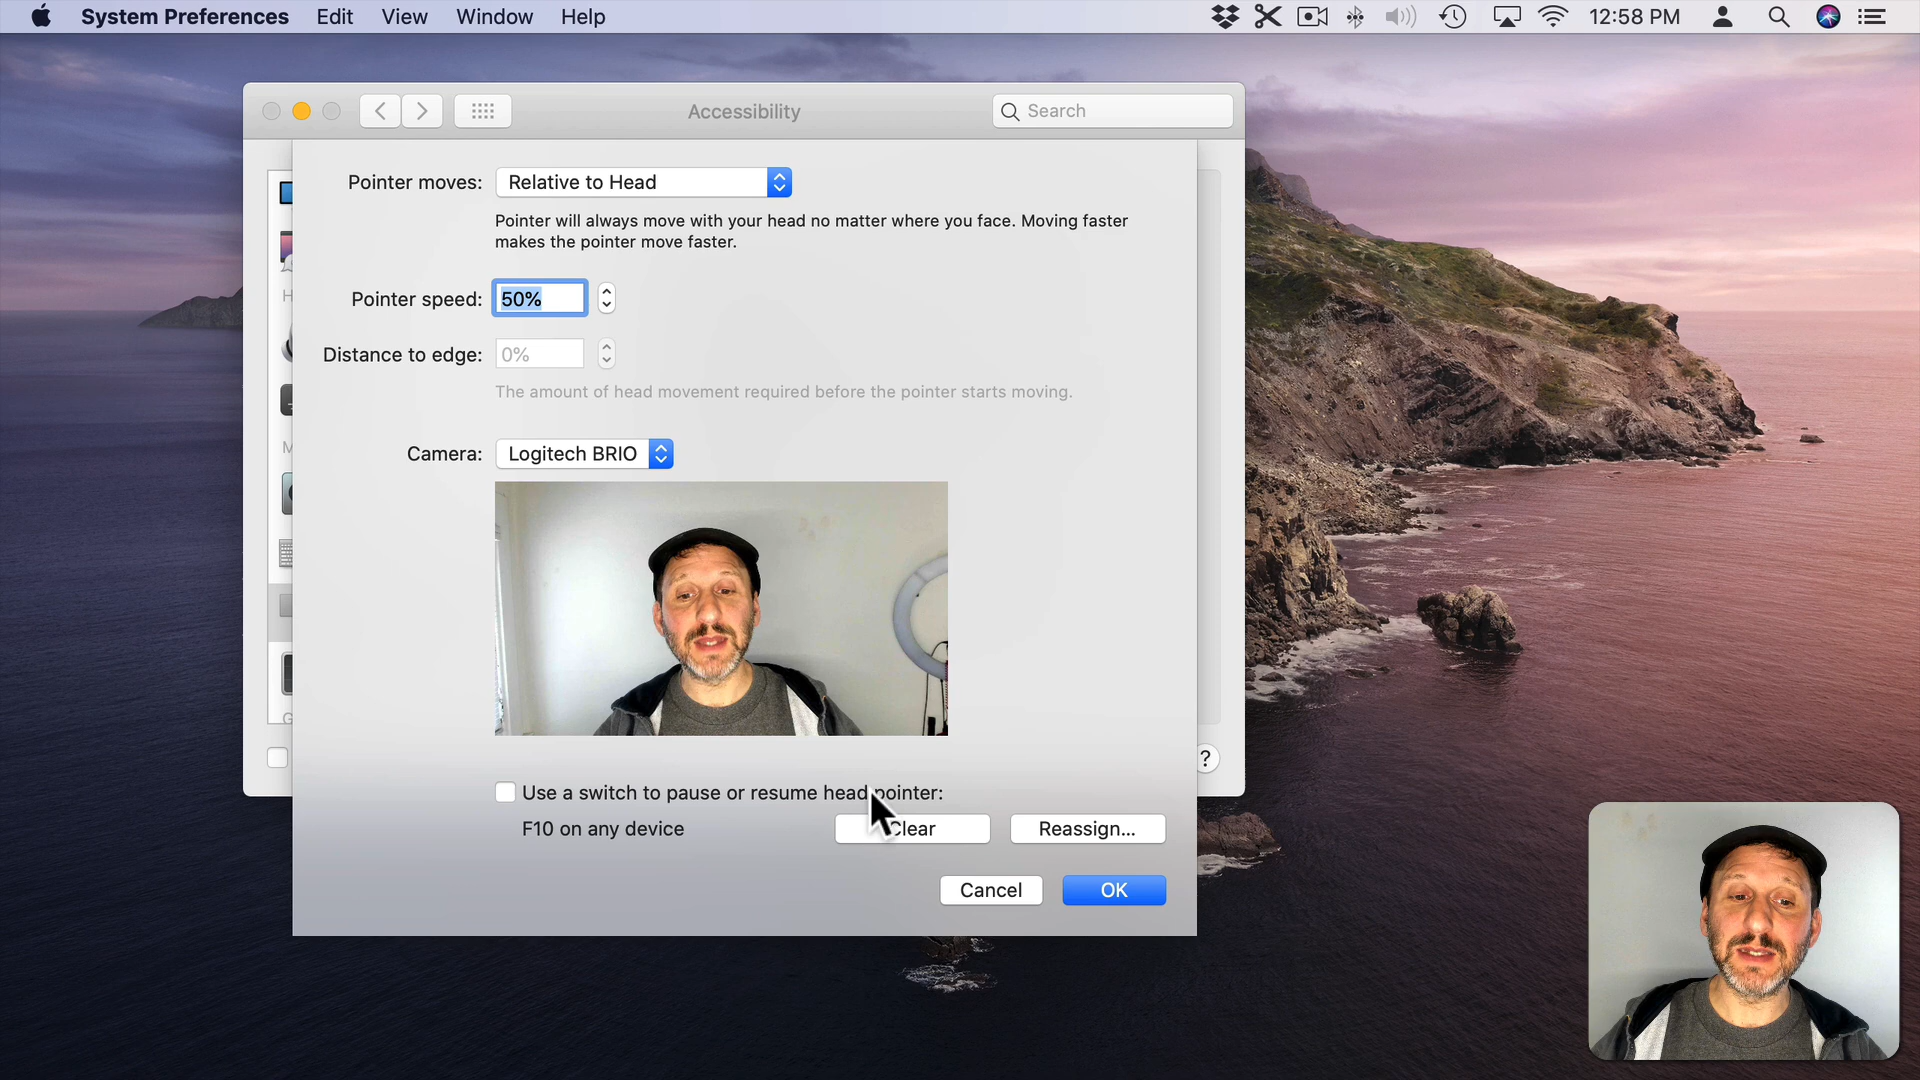 System Preferences Edit View Window Help 12:58 PM
Accessibility
Search
Pointer moves: Relative to Head
Pointer will always move with your head no matter where you face. Moving faster
makes the pointer move faster.
Pointer speed: 50%
Distance to edge: 0%
The amount of head movement required before the pointer starts moving.
Camera: Logitech BRIO
Use a switch to pause or resume head pointer:
F10 on any device Clear Reassign...
?
Cancel OK